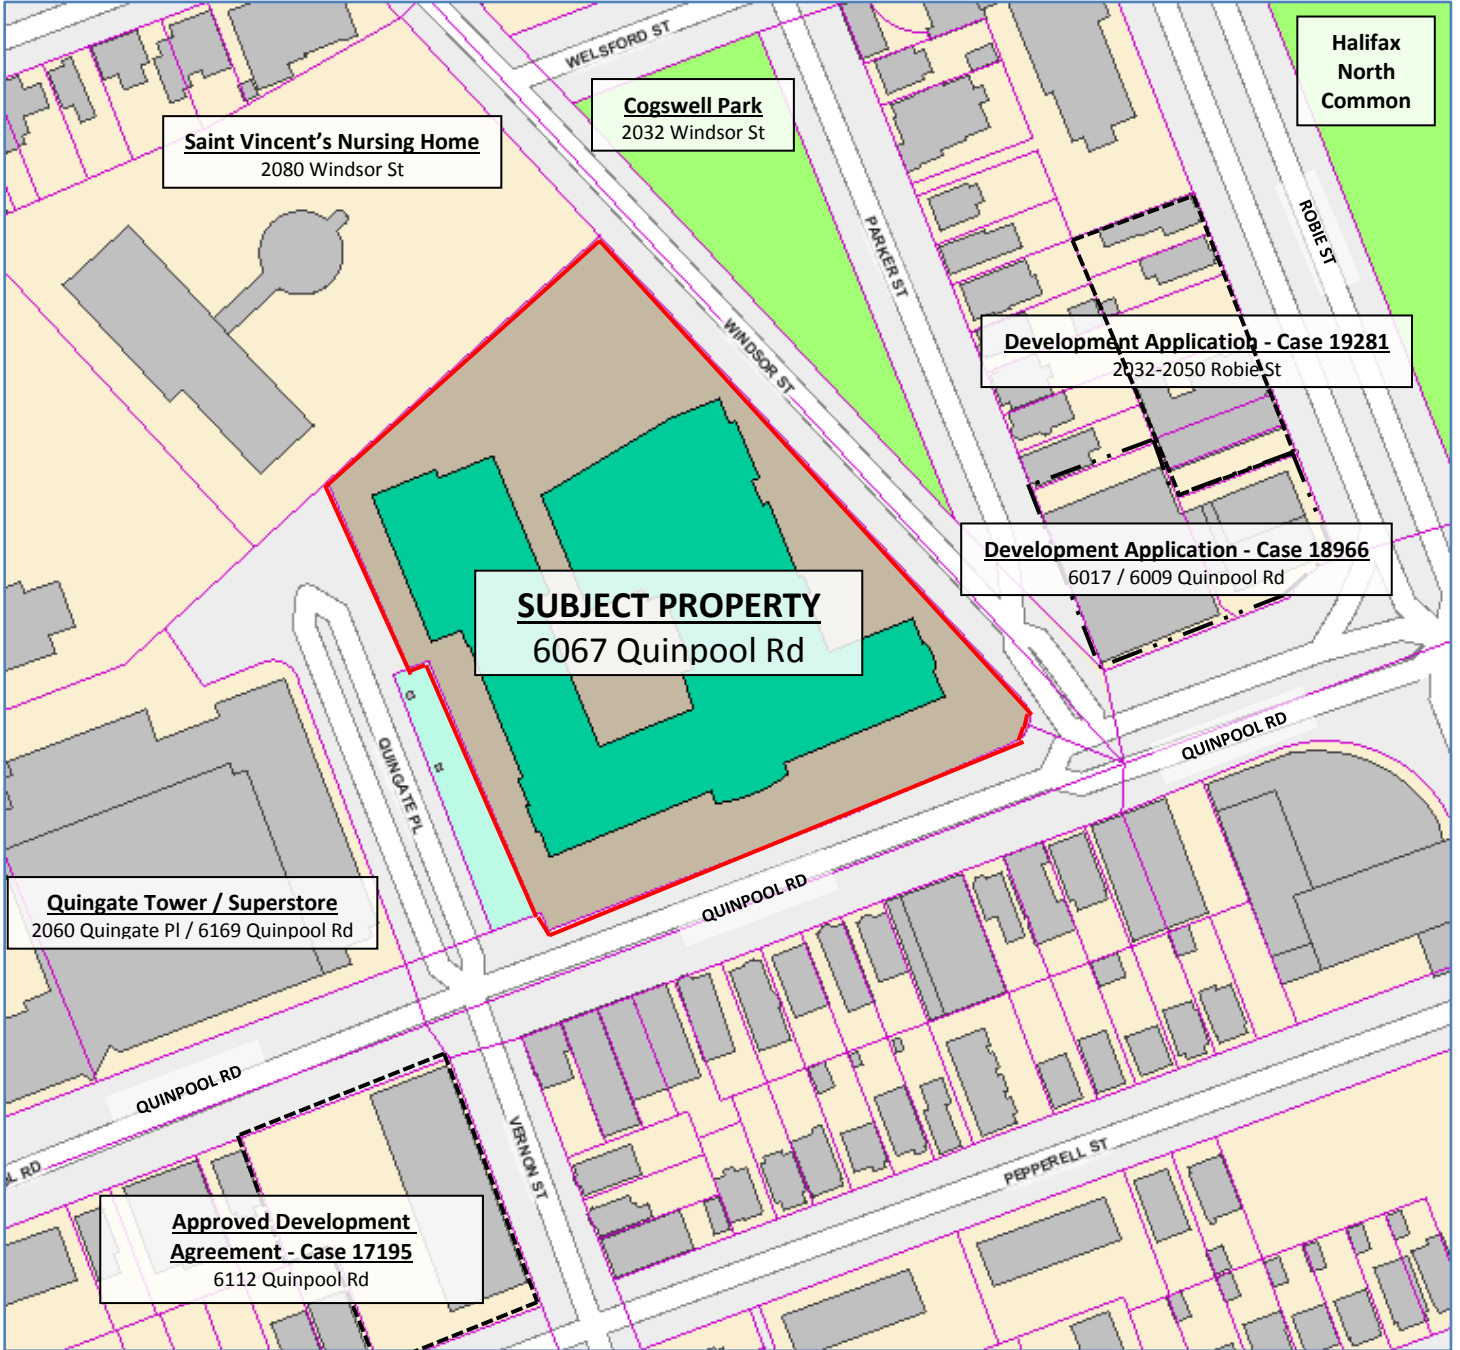 WELSFORD ST
Halifax
North
Common
Cogswell Park
2032 Windsor St
Saint Vincent's Nursing Home
2080 Windsor St
PARKER ST
ROBIE ST
WINDSOR ST
Development Application - Case 19281
2032-2050 Robie St
Development Application - Case 18966
6017 / 6009 Quinpool Rd
SUBJECT PROPERTY
6067 Quinpool Rd
QUINGATE PL
QUINPOOL RD
QUINPOOL RD
Quingate Tower / Superstore
2060 Quingate Pl / 6169 Quinpool Rd
QUINPOOL RD
VERNON ST
PEPPERELL ST
L RD
Approved Development
Agreement - Case 17195
6112 Quinpool Rd